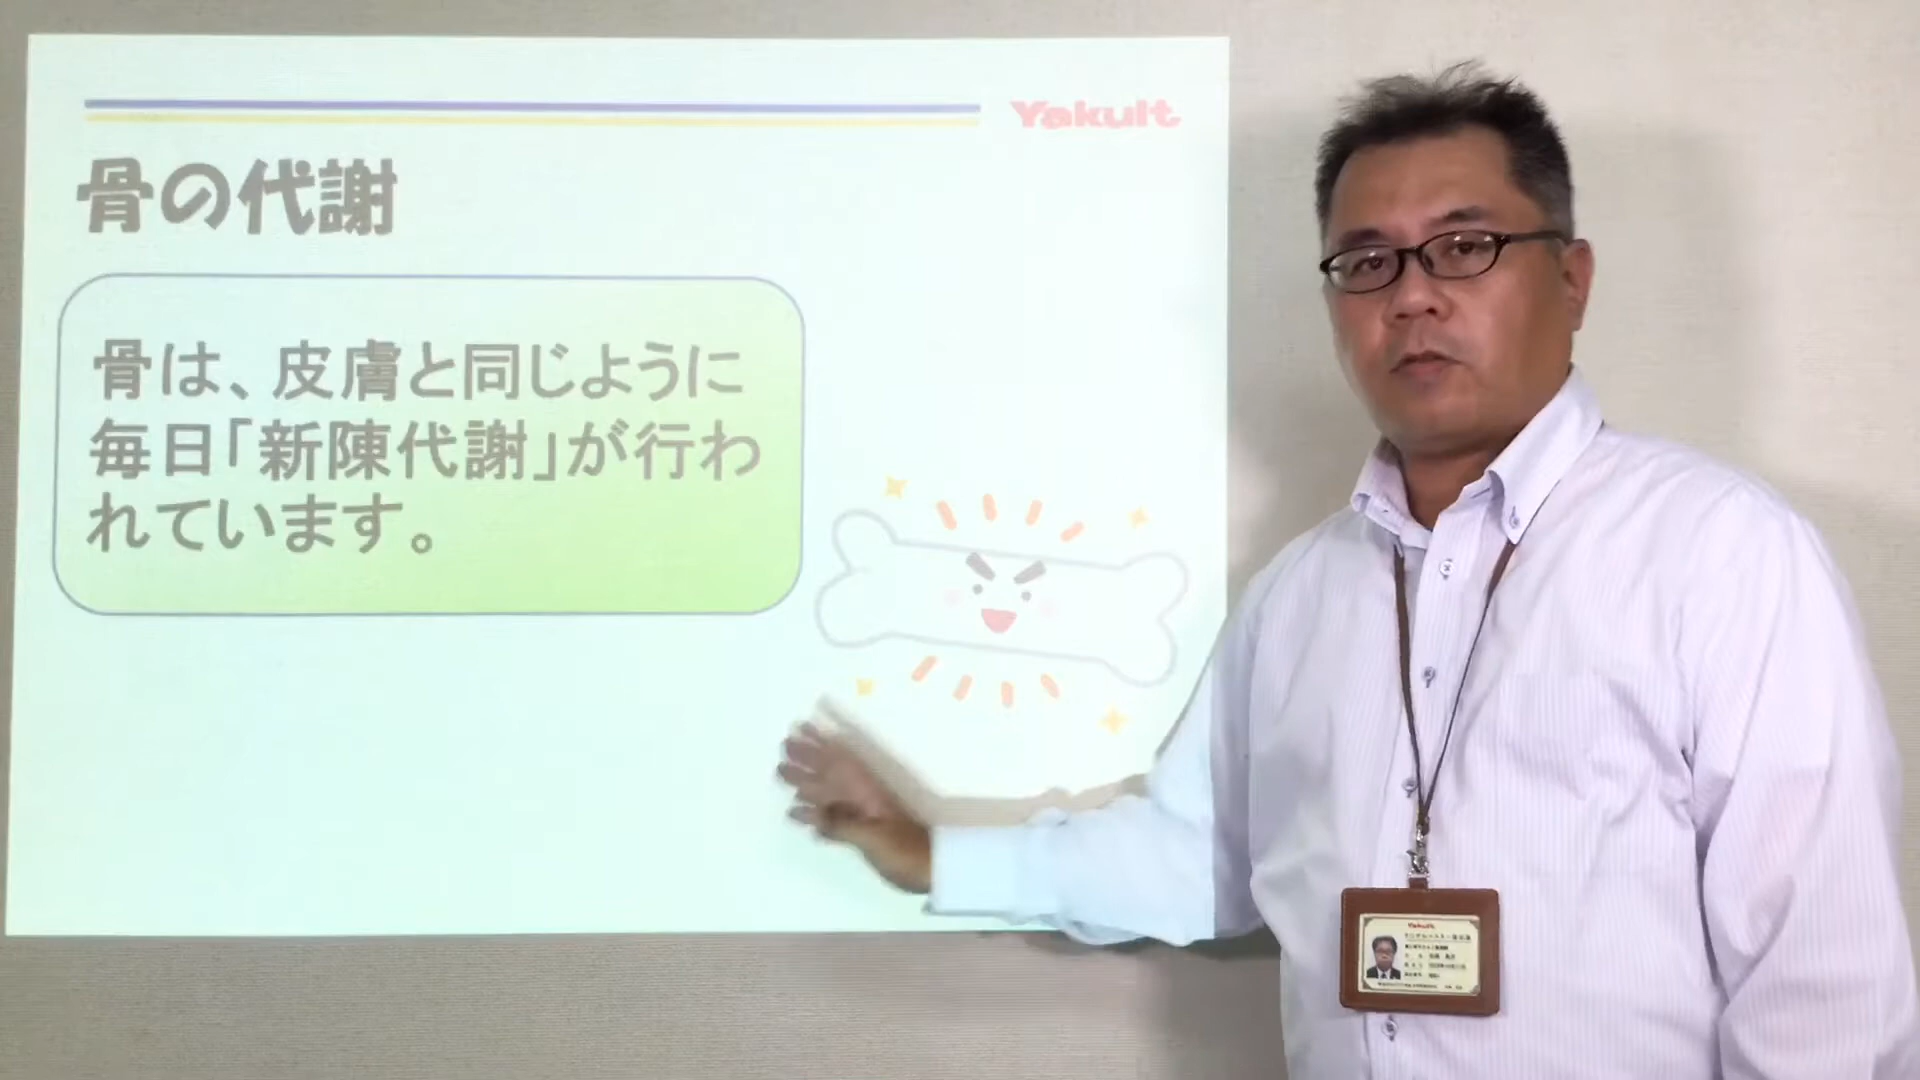 Yakult
骨の代謝
骨は、皮膚と同じように
毎日「新陳代謝」が行わ
れています。
Yakult